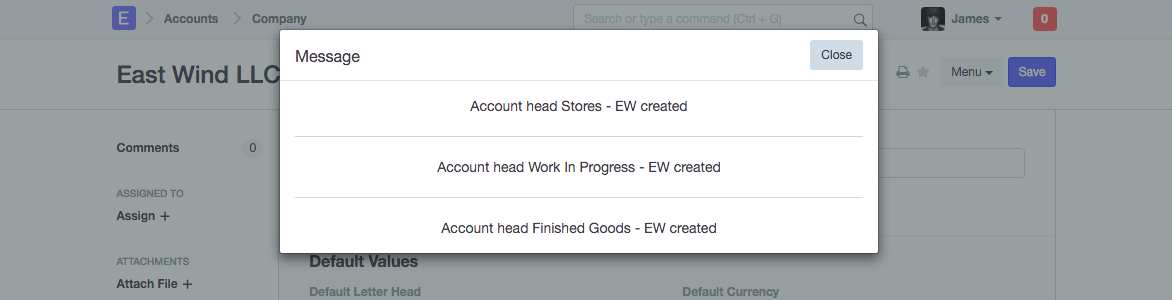 E Accounts Company Search or type a command (Ctrl + G) James 0
East Wind LLC Menu Save
Message Close
Account head Stores - EW created
Account head Work In Progress - EW created
Account head Finished Goods - EW created
Comments 0
ASSIGNED TO
Assign +
ATTACHMENTS
Attach File +
Default Values
Default Letter Head Default Currency